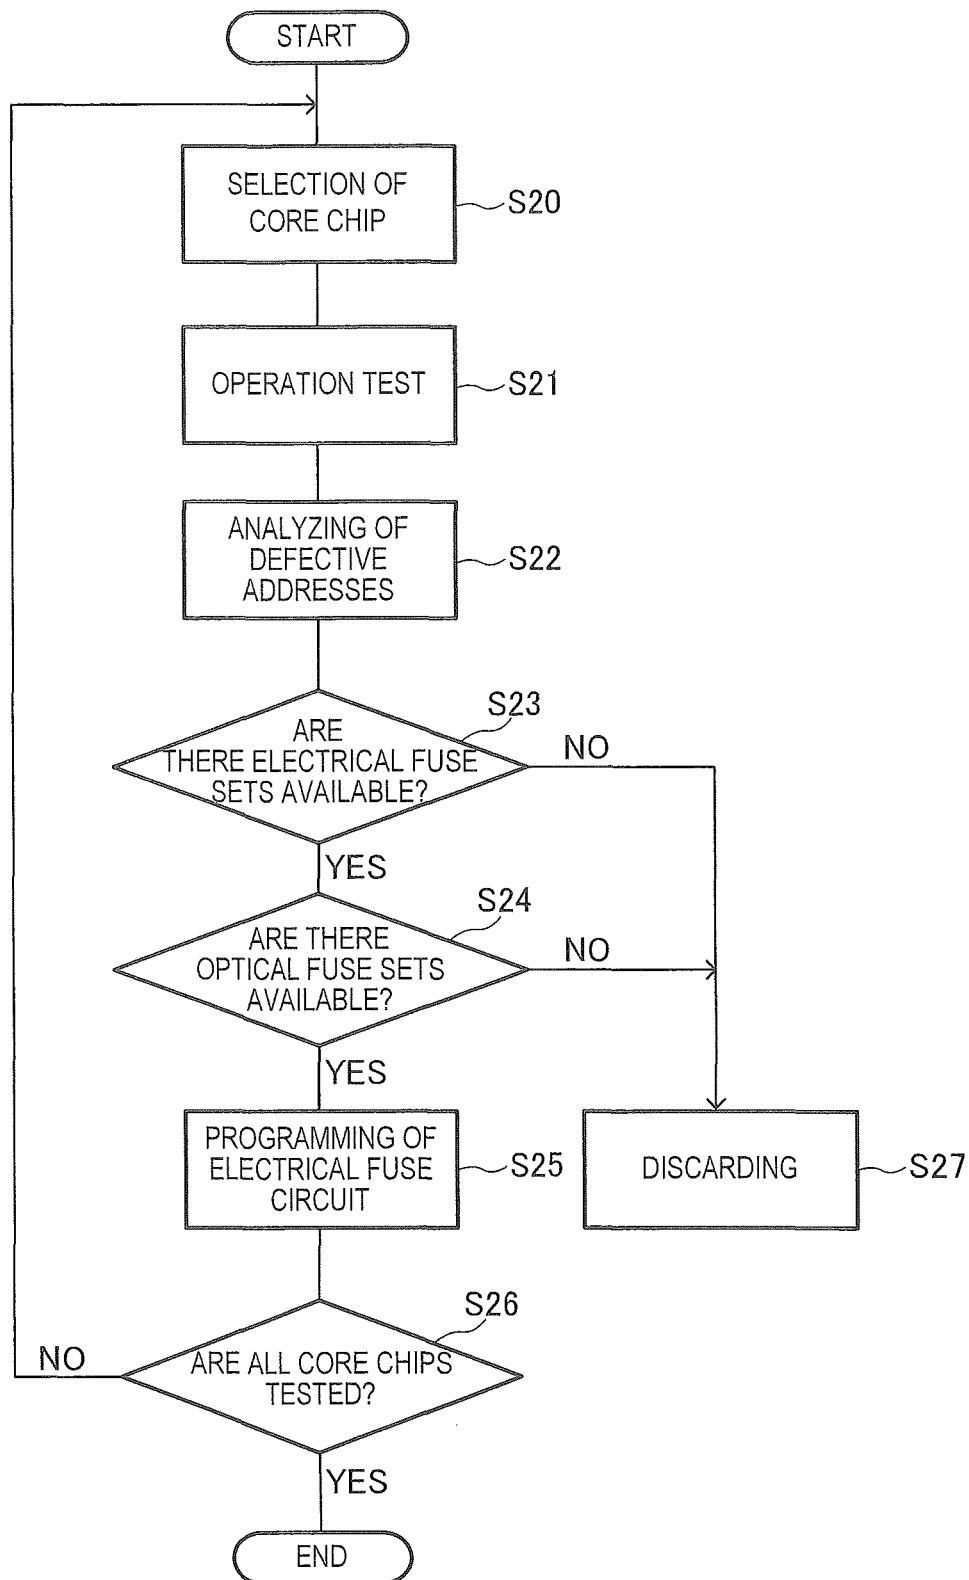 START
SELECTION OF
CORE CHIP
S20
OPERATION TEST
S21
ANALYZING OF
DEFECTIVE
ADDRESSES
S22
S23
ARE
THERE ELECTRICAL FUSE
SETS AVAILABLE?
NO
YES
S24
ARE THERE
OPTICAL FUSE SETS
AVAILABLE?
NO
YES
PROGRAMMING OF
ELECTRICAL FUSE
CIRCUIT
S25
DISCARDING
S27
S26
ARE ALL CORE CHIPS
TESTED?
NO
YES
END